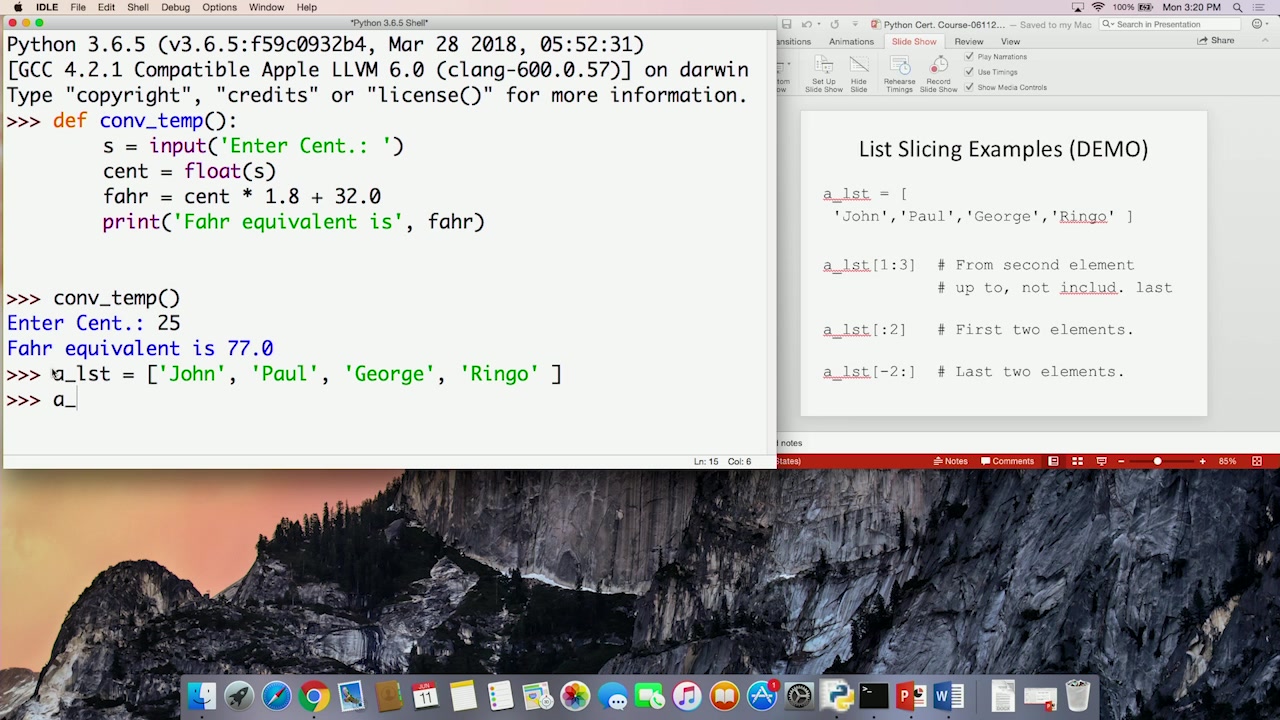 IDLE File Edit Shell Debug Options Window Help
100% Mon 3:20 PM
*Python 3.6.5 Shell*
Python 3.6.5 (v3.6.5:f59c0932b4, Mar 28 2018, 05:52:31)
[GCC 4.2.1 Compatible Apple LLVM 6.0 (clang-600.0.57)] on darwin
Type "copyright", "credits" or "license()" for more information.
>>> def conv_temp():
s = input('Enter Cent.: ')
cent = float(s)
fahr = cent * 1.8 + 32.0
print('Fahr equivalent is', fahr)
>>> conv_temp()
Enter Cent.: 25
Fahr equivalent is 77.0
>>> a_lst = ['John', 'Paul', 'George', 'Ringo' ]
>>> a_
Ln: 15 Col: 6
Python Cert. Course-06112... — Saved to my Mac
Search in Presentation
Animations Slide Show Review View
Share
Set Up
Slide Show
Hide
Slide
Rehearse
Timings
Record
Slide Show
Play Narrations
Use Timings
Show Media Controls
List Slicing Examples (DEMO)
a_lst = [
'John','Paul','George','Ringo' ]
a_lst[1:3] # From second element
# up to, not includ. last
a_lst[:2] # First two elements.
a_lst[-2:] # Last two elements.
notes
Notes Comments 85%
JUN
11
1